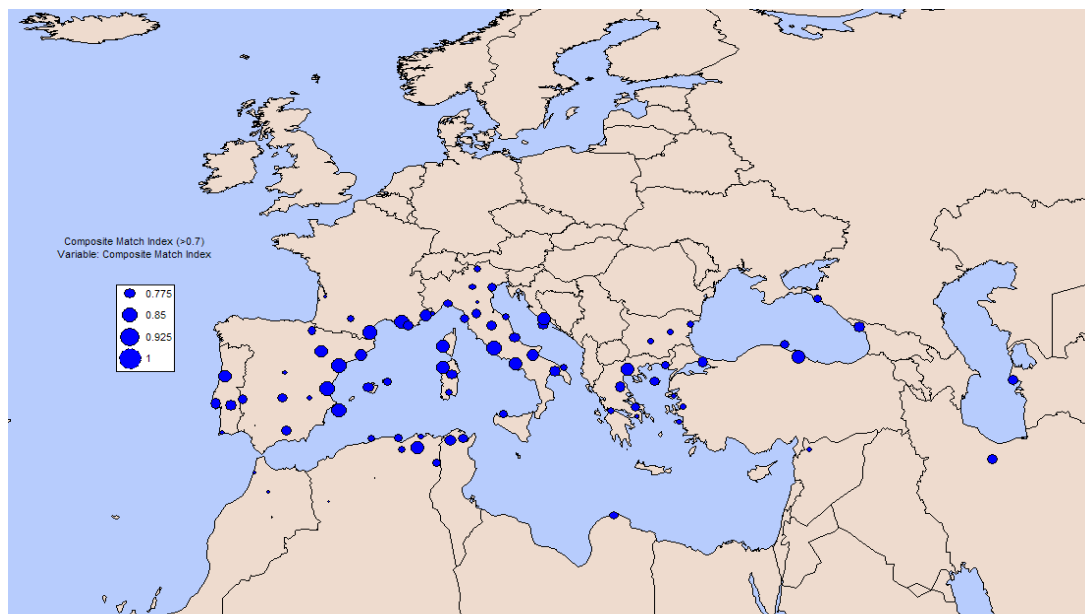 Composite Match Index (>0.7)
Variable: Composite Match Index
0.775
0.85
0.925
1